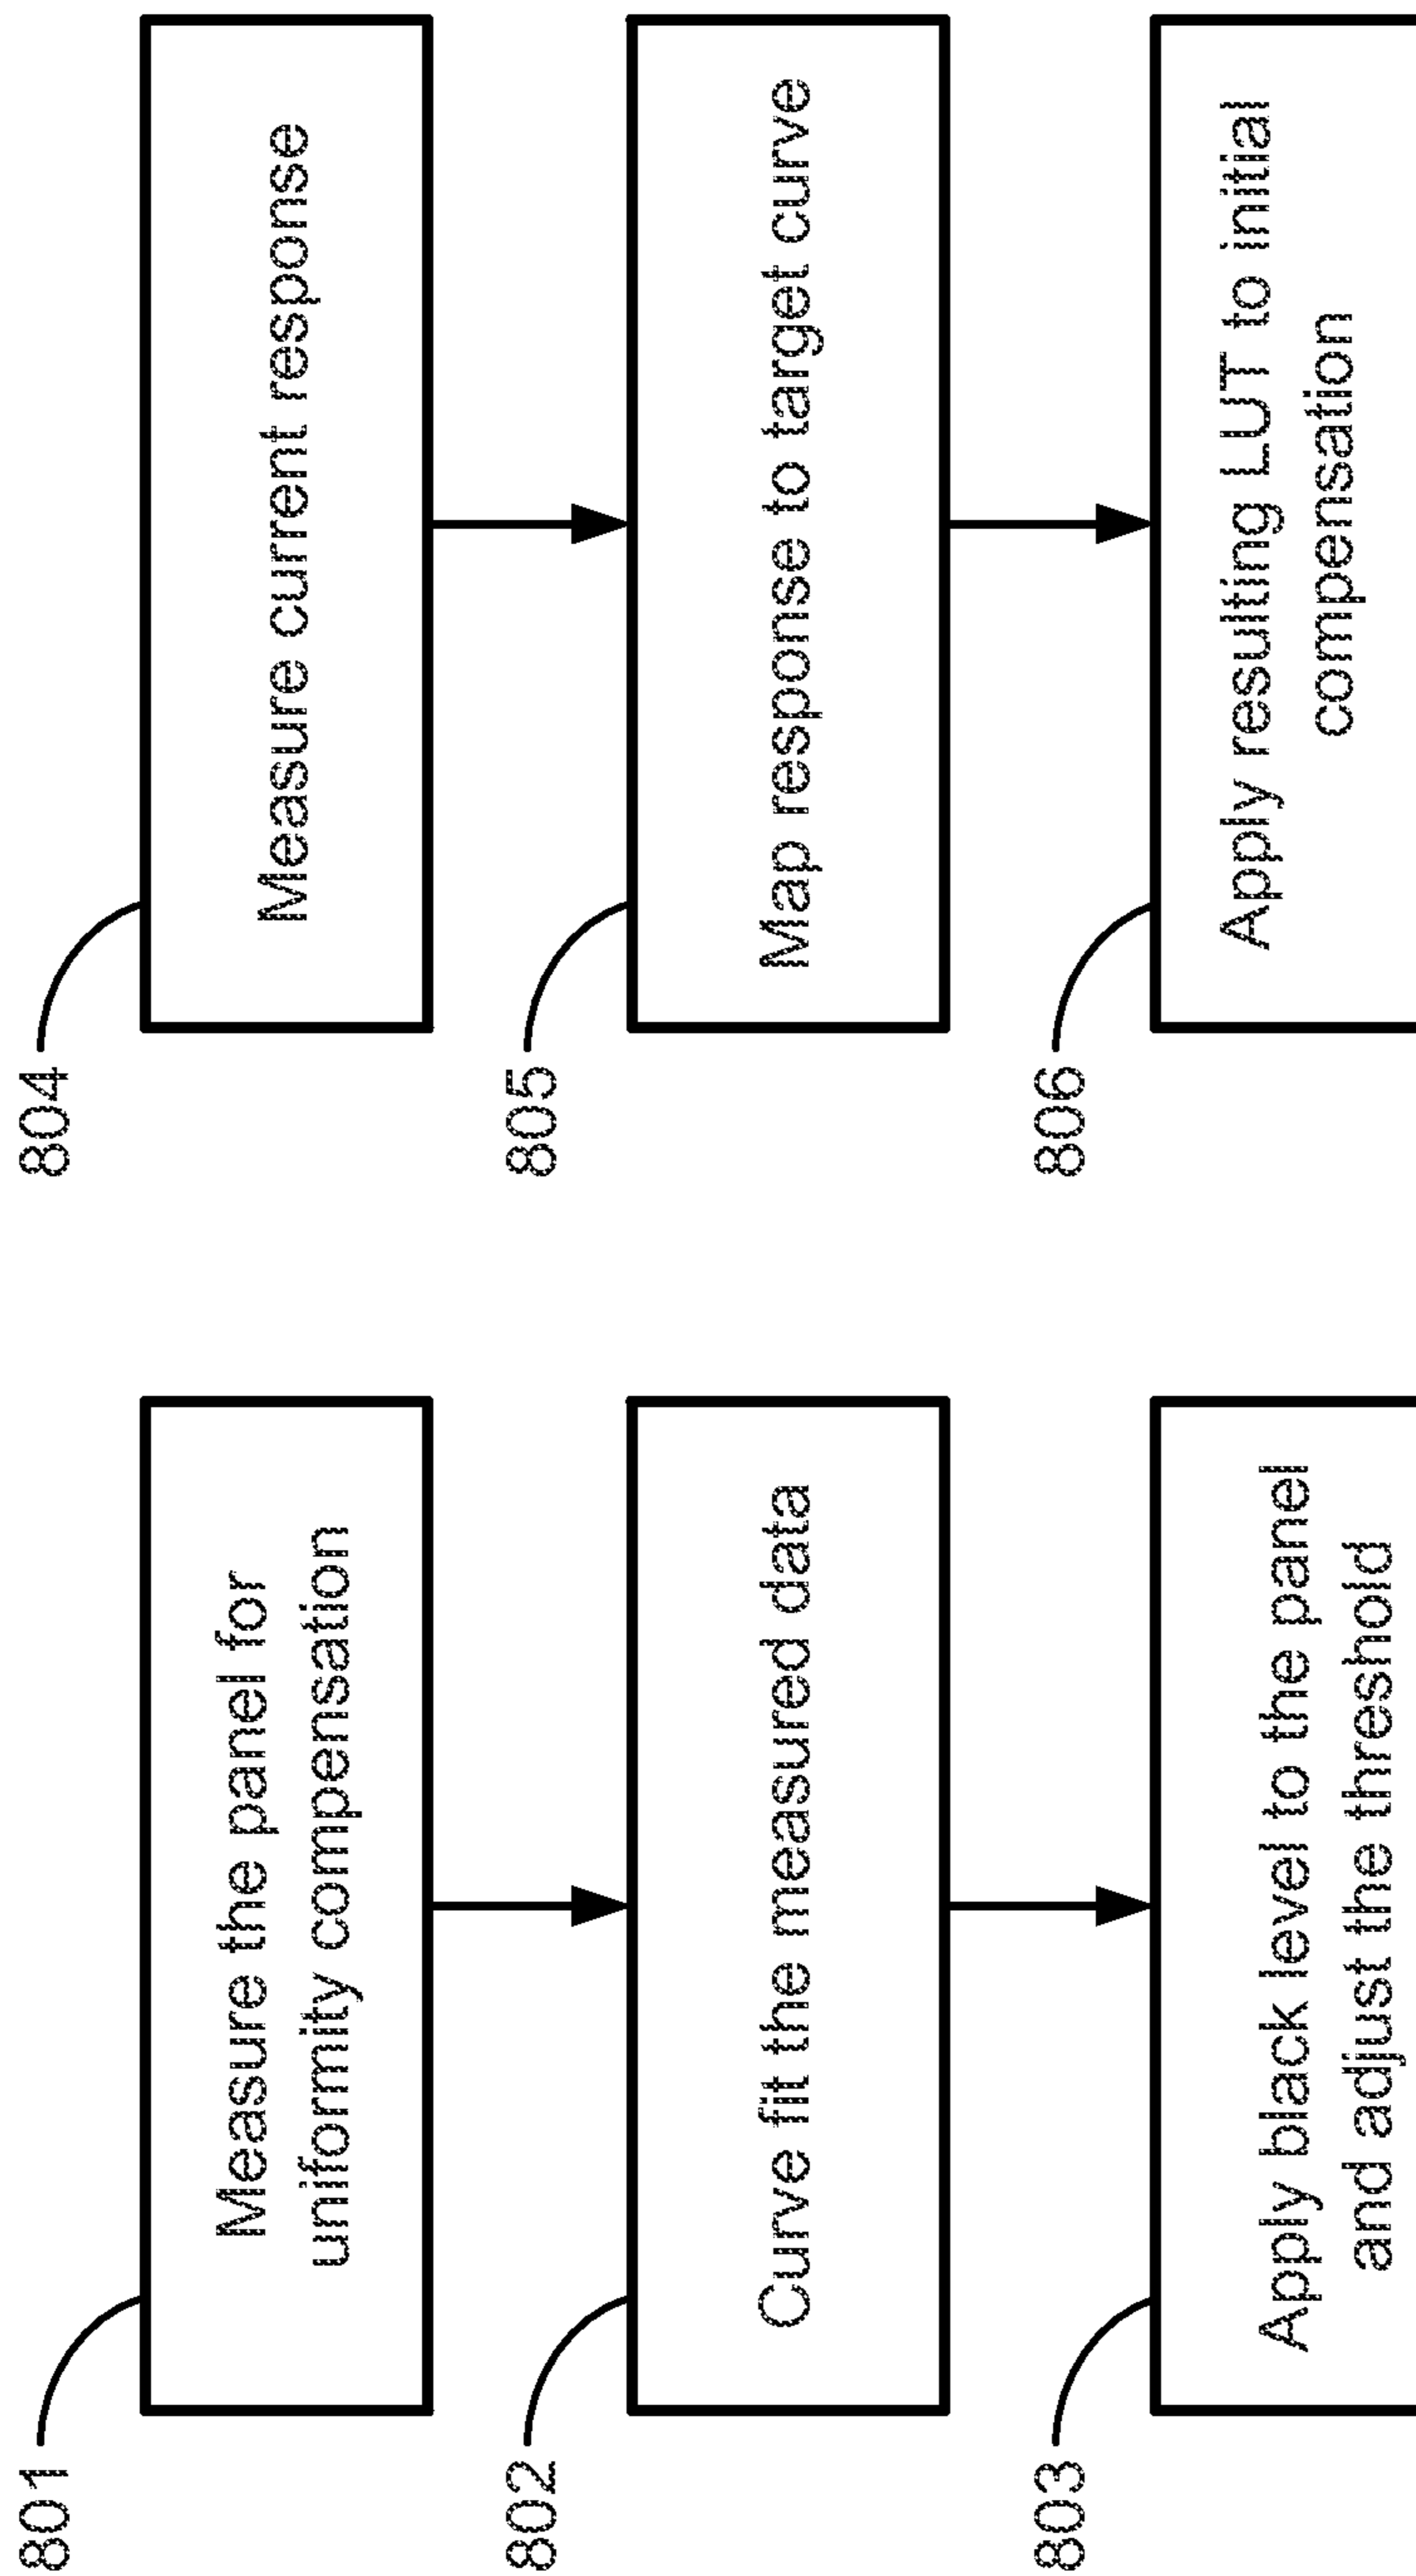 801
Measure the panel for
uniformity compensation
802
Curve fit the measured data
803
Apply black level to the panel
and adjust the threshold
804
Measure current response
805
Map response to target curve
806
Apply resulting LUT to initial
compensation